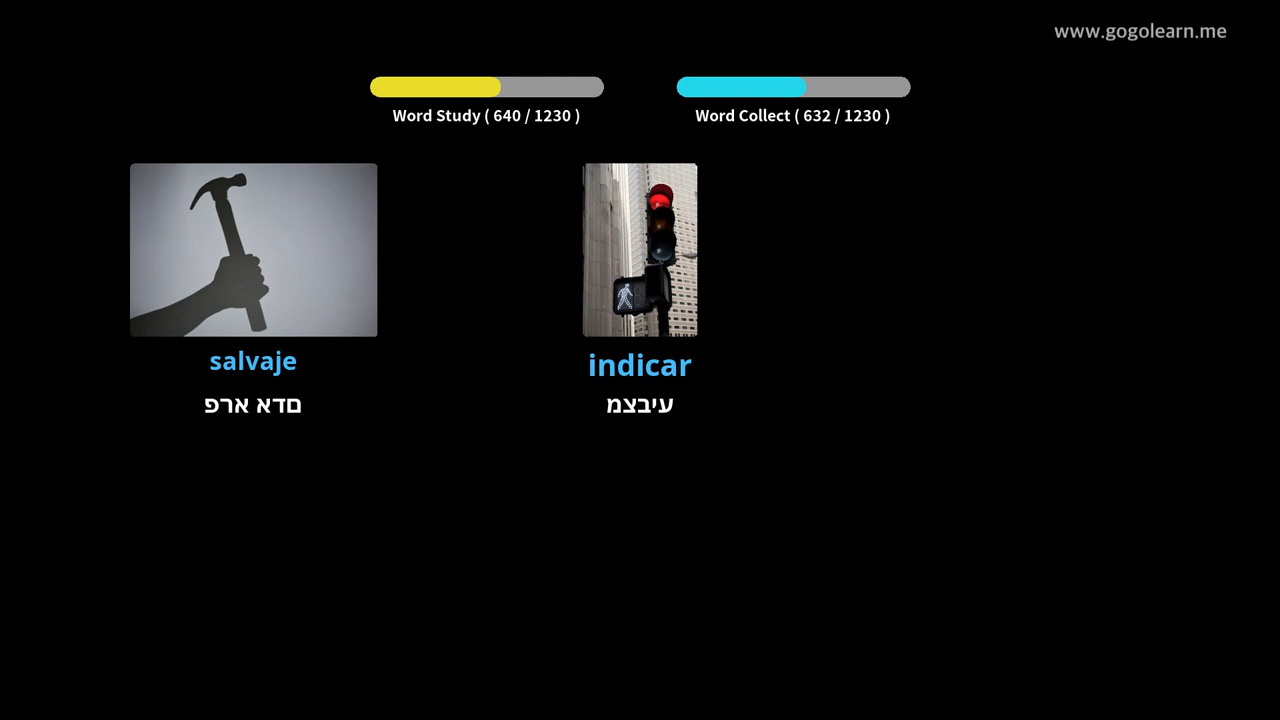 www.gogolearn.me
Word Study ( 640 / 1230 )
Word Collect ( 632 / 1230 )
salvaje
פרא אדם
indicar
מצביע